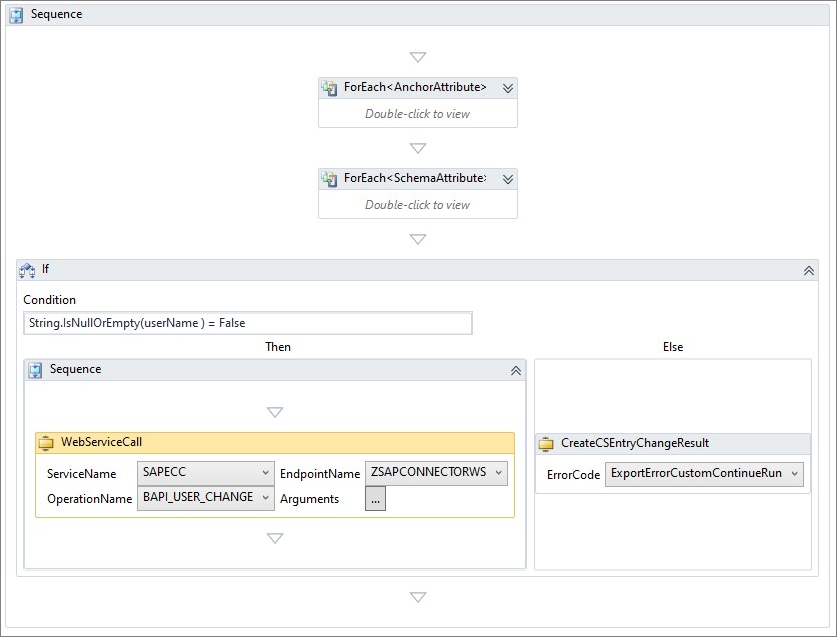 Sequence
ForEach<AnchorAttribute>
Double-click to view
ForEach<SchemaAttribute>
Double-click to view
If
Condition
String.IsNullOrEmpty(userName ) = False
Then
Else
Sequence
WebServiceCall
ServiceName SAPECC EndpointName ZSAPCONNECTORWS
OperationName BAPI_USER_CHANGE Arguments ...
CreateCSEntryChangeResult
ErrorCode ExportErrorCustomContinueRun